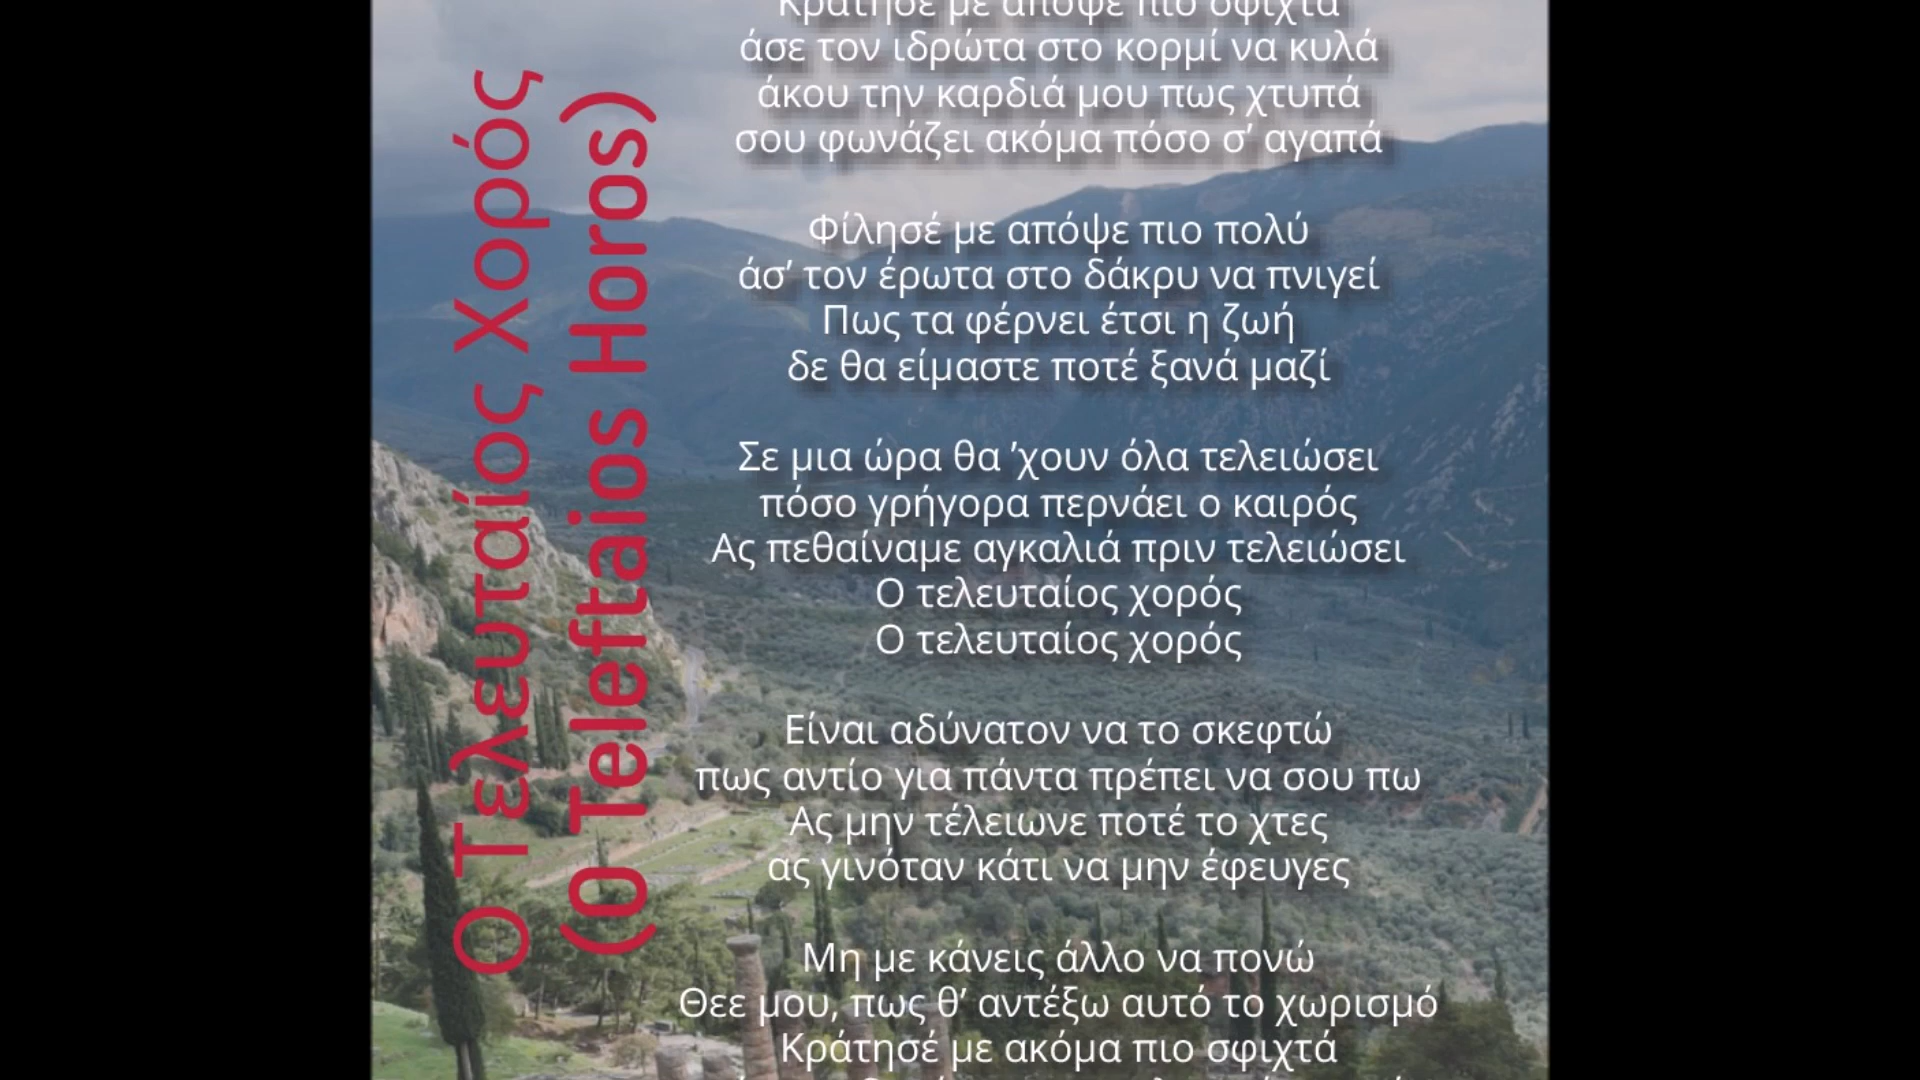 Ο Τελευταίος Χορός
(O Teleftaios Horos)
Κράτησέ με απόψε πιο σφιχτά
άσε τον ιδρώτα στο κορμί να κυλά
άκου την καρδιά μου πως χτυπά
σου φωνάζει ακόμα πόσο σ’ αγαπά
Φίλησέ με απόψε πιο πολύ
άσ’ τον έρωτα στο δάκρυ να πνιγεί
Πως τα φέρνει έτσι η ζωή
δε θα είμαστε ποτέ ξανά μαζί
Σε μια ώρα θα ’χουν όλα τελειώσει
πόσο γρήγορα περνάει ο καιρός
Ας πεθαίναμε αγκαλιά πριν τελειώσει
Ο τελευταίος χορός
Ο τελευταίος χορός
Είναι αδύνατον να το σκεφτώ
πως αντίο για πάντα πρέπει να σου πω
Ας μην τέλειωνε ποτέ το χτες
ας γινόταν κάτι να μην έφευγες
Μη με κάνεις άλλο να πονώ
Θεε μου, πως θ’ αντέξω αυτό το χωρισμό
Κράτησέ με ακόμα πιο σφιχτά